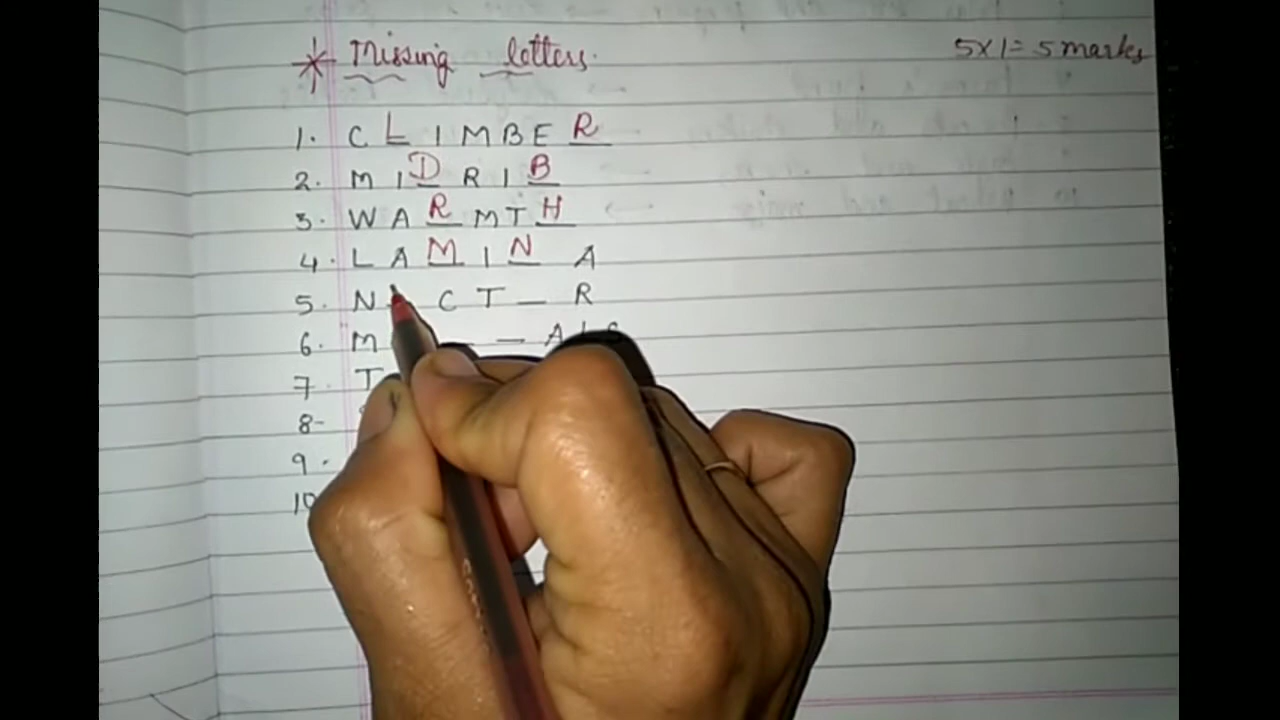 * Missing letters. 5x1= 5 marks
1. C L I M B E R
2. M I D R I B
3. W A R M T H
4. L A M I N A
5. N C T _ R
6. M _ _ A L S
7. T
8-
9.
10